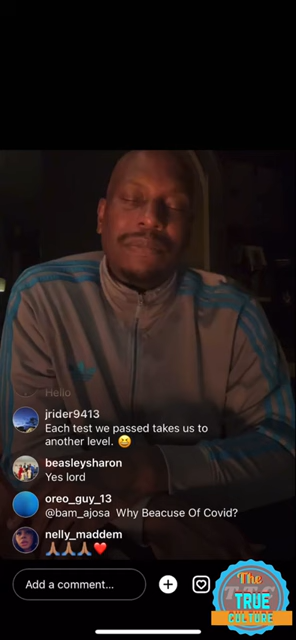 Hello
jrider9413
Each test we passed takes us to
another level. 😆
beasleysharon
Yes lord
oreo_guy_13
@bam_ajosa  Why Beacuse Of Covid?
nelly_maddem
🙏🏽🙏🏽🙏🏽❤️
Add a comment...
The
TRUE
CULTURE